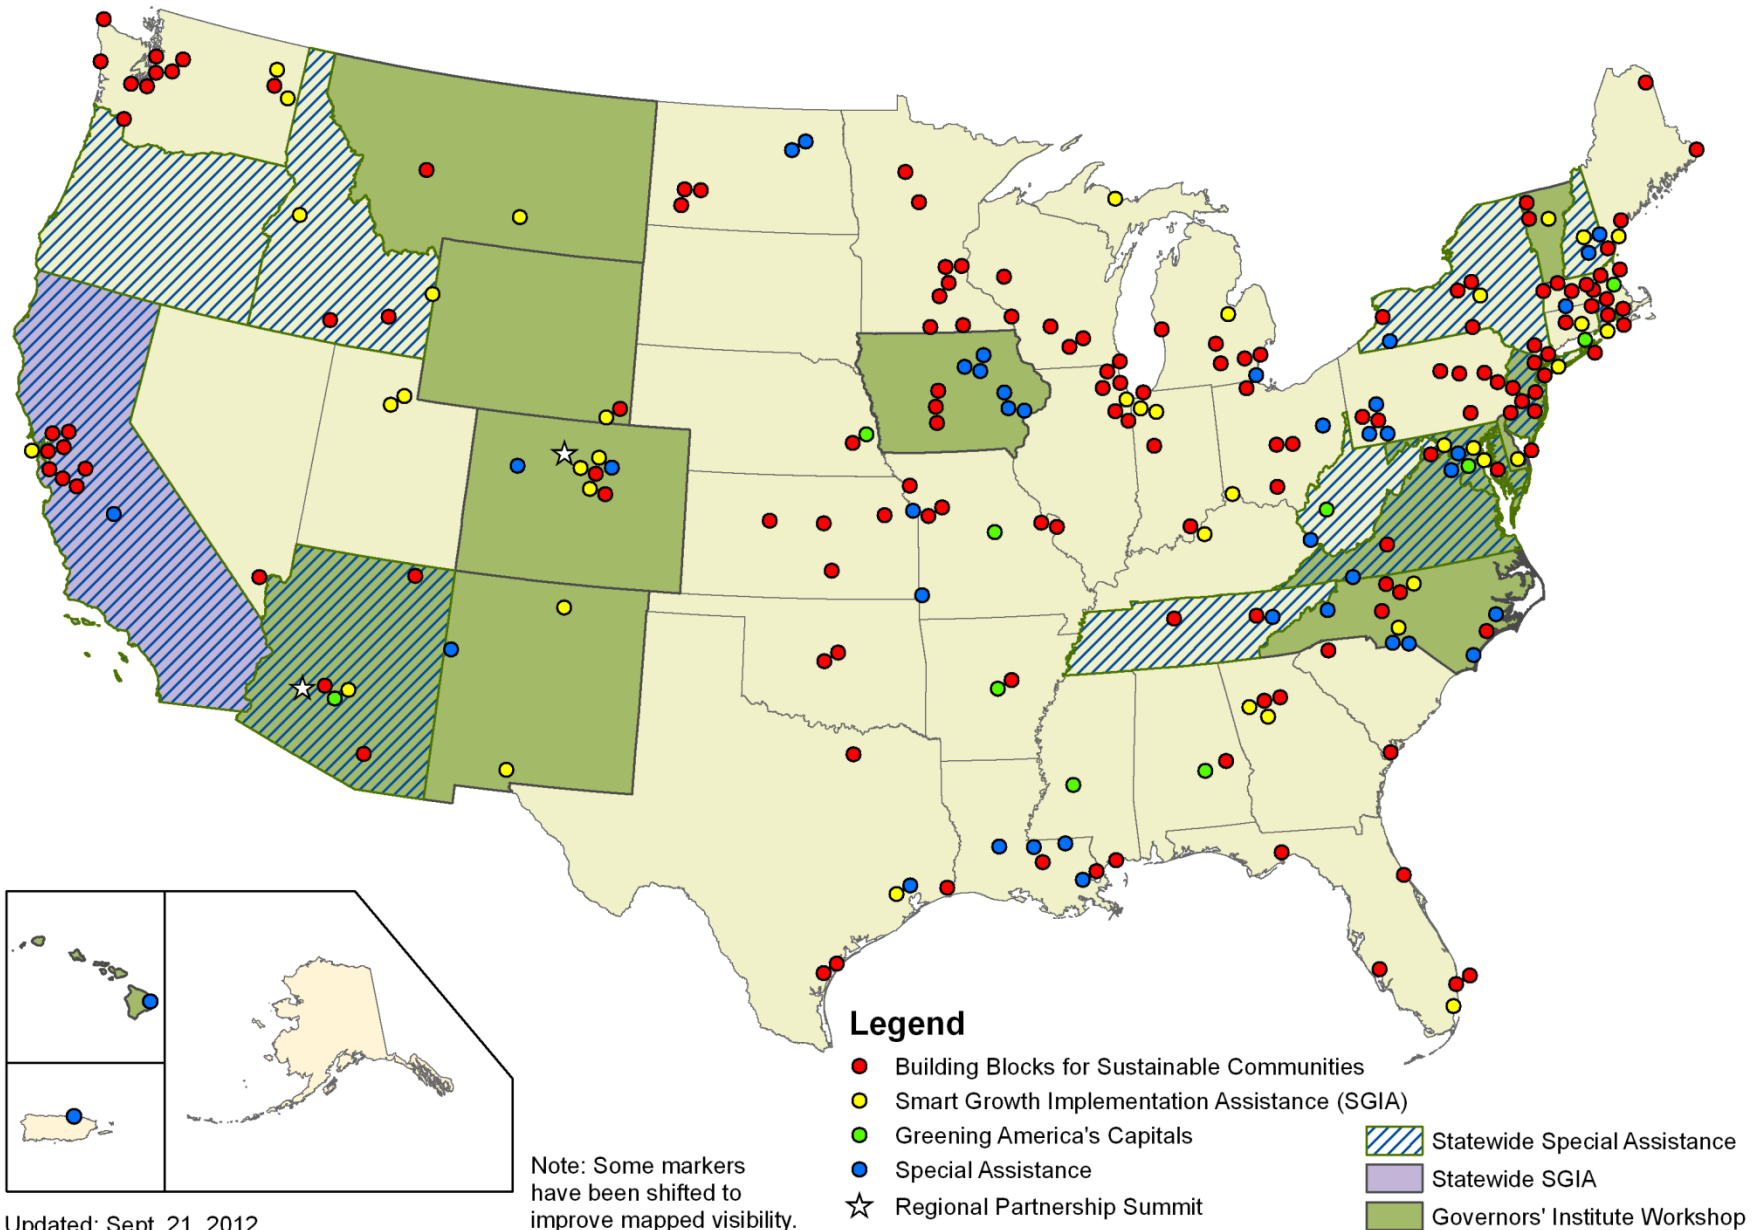 Legend
Building Blocks for Sustainable Communities
Smart Growth Implementation Assistance (SGIA)
Greening America's Capitals
Special Assistance
Regional Partnership Summit
Statewide Special Assistance
Statewide SGIA
Governors' Institute Workshop
Note: Some markers
have been shifted to
improve mapped visibility.
Updated: Sept. 21, 2012